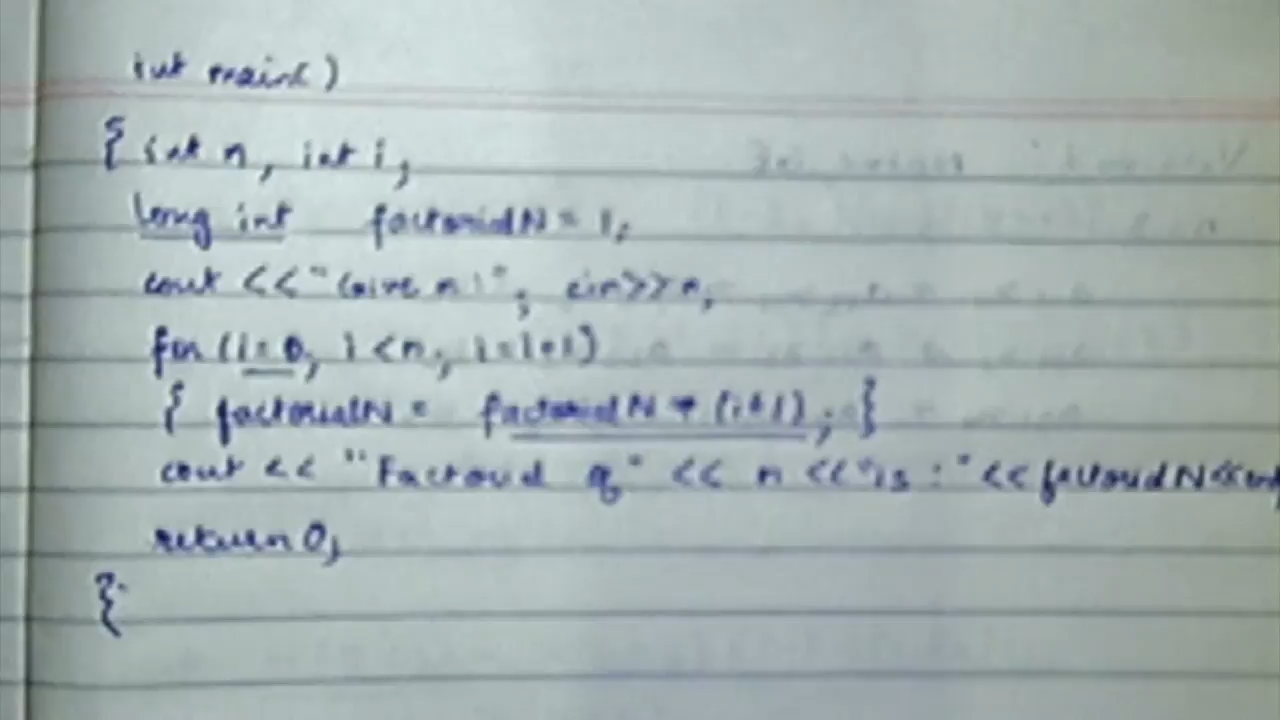 int main()
{ int n, int i;
long int factorialN = 1;
cout << "Give n:"; cin>>n;
for (i=0; i<n; i=i+1)
{ factorialN = factorialN * (i+1); }
cout << "Factorial of" << n << "is:" << factorialN <<
return 0;
}